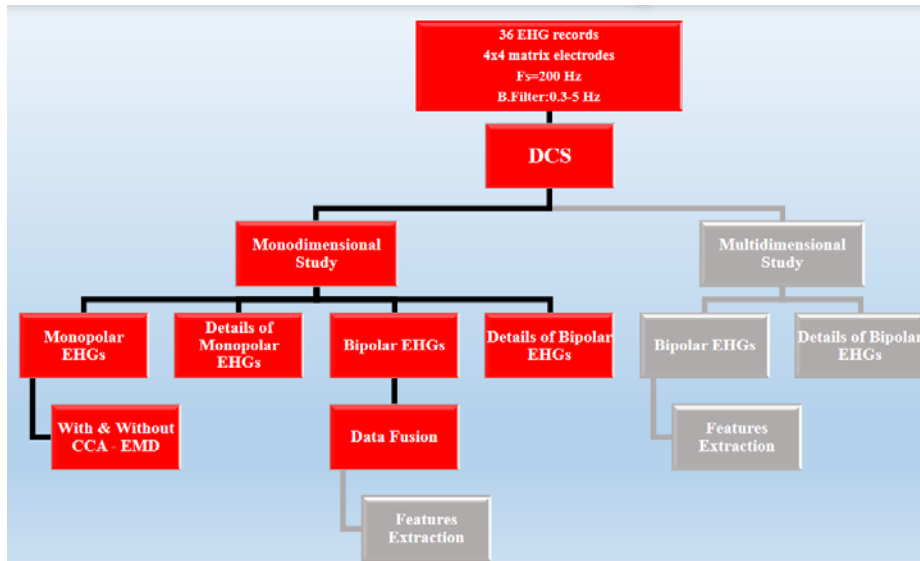 36 EHG records
4x4 matrix electrodes
Fs=200 Hz
B.Filter:0.3-5 Hz
DCS
Monodimensional
Study
Multidimensional
Study
Monopolar
EHGs
Details of
Monopolar
EHGs
Bipolar EHGs
Details of Bipolar
EHGs
Bipolar EHGs
Details of Bipolar
EHGs
With & Without
CCA - EMD
Data Fusion
Features
Extraction
Features
Extraction